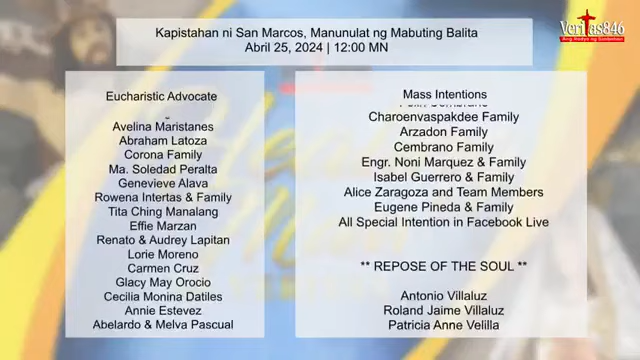 Kapistahan ni San Marcos, Manunulat ng Mabuting Balita
Abril 25, 2024 | 12:00 MN
Veritas846
Ang Radyo ng Simbahan
Eucharistic Advocate
Avelina Maristanes
Abraham Latoza
Corona Family
Ma. Soledad Peralta
Genevieve Alava
Rowena Intertas & Family
Tita Ching Manalang
Effie Marzan
Renato & Audrey Lapitan
Lorie Moreno
Carmen Cruz
Glacy May Orocio
Cecilia Monina Datiles
Annie Estevez
Abelardo & Melva Pascual
Mass Intentions
Charoenvaspakdee Family
Arzadon Family
Cembrano Family
Engr. Noni Marquez & Family
Isabel Guerrero & Family
Alice Zaragoza and Team Members
Eugene Pineda & Family
All Special Intention in Facebook Live
** REPOSE OF THE SOUL **
Antonio Villaluz
Roland Jaime Villaluz
Patricia Anne Velilla